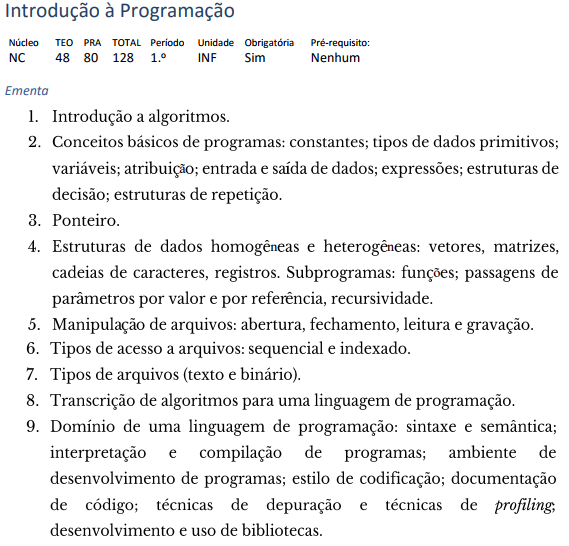 Introdução à Programação
Núcleo TEO PRA TOTAL Período Unidade Obrigatória Pré-requisito:
NC 48 80 128 1.º INF Sim Nenhum
Ementa
1. Introdução a algoritmos.
2. Conceitos básicos de programas: constantes; tipos de dados primitivos;
variáveis; atribuição; entrada e saída de dados; expressões; estruturas de
decisão; estruturas de repetição.
3. Ponteiro.
4. Estruturas de dados homogêneas e heterogêneas: vetores, matrizes,
cadeias de caracteres, registros. Subprogramas: funções; passagens de
parâmetros por valor e por referência, recursividade.
5. Manipulação de arquivos: abertura, fechamento, leitura e gravação.
6. Tipos de acesso a arquivos: sequencial e indexado.
7. Tipos de arquivos (texto e binário).
8. Transcrição de algoritmos para uma linguagem de programação.
9. Domínio de uma linguagem de programação: sintaxe e semântica;
interpretação e compilação de programas; ambiente de
desenvolvimento de programas; estilo de codificação; documentação
de código; técnicas de depuração e técnicas de profiling;
desenvolvimento e uso de bibliotecas.